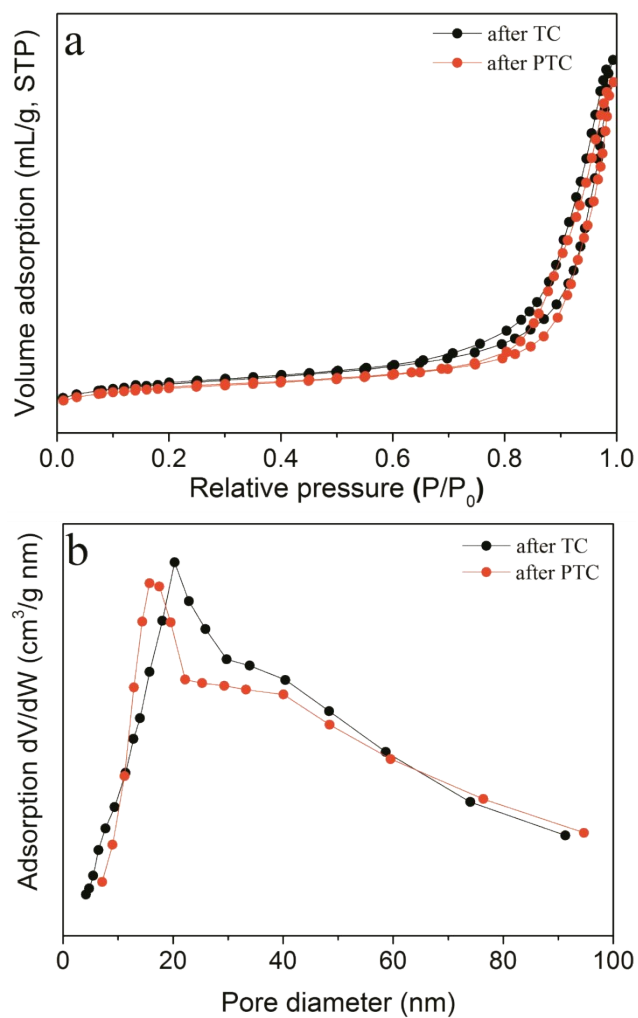 a
after TC
after PTC
Volume adsorption (mL/g, STP)
0.0 0.2 0.4 0.6 0.8 1.0
Relative pressure (P/P₀)
b
after TC
after PTC
Adsorption dV/dW (cm³/g nm)
0 20 40 60 80 100
Pore diameter (nm)